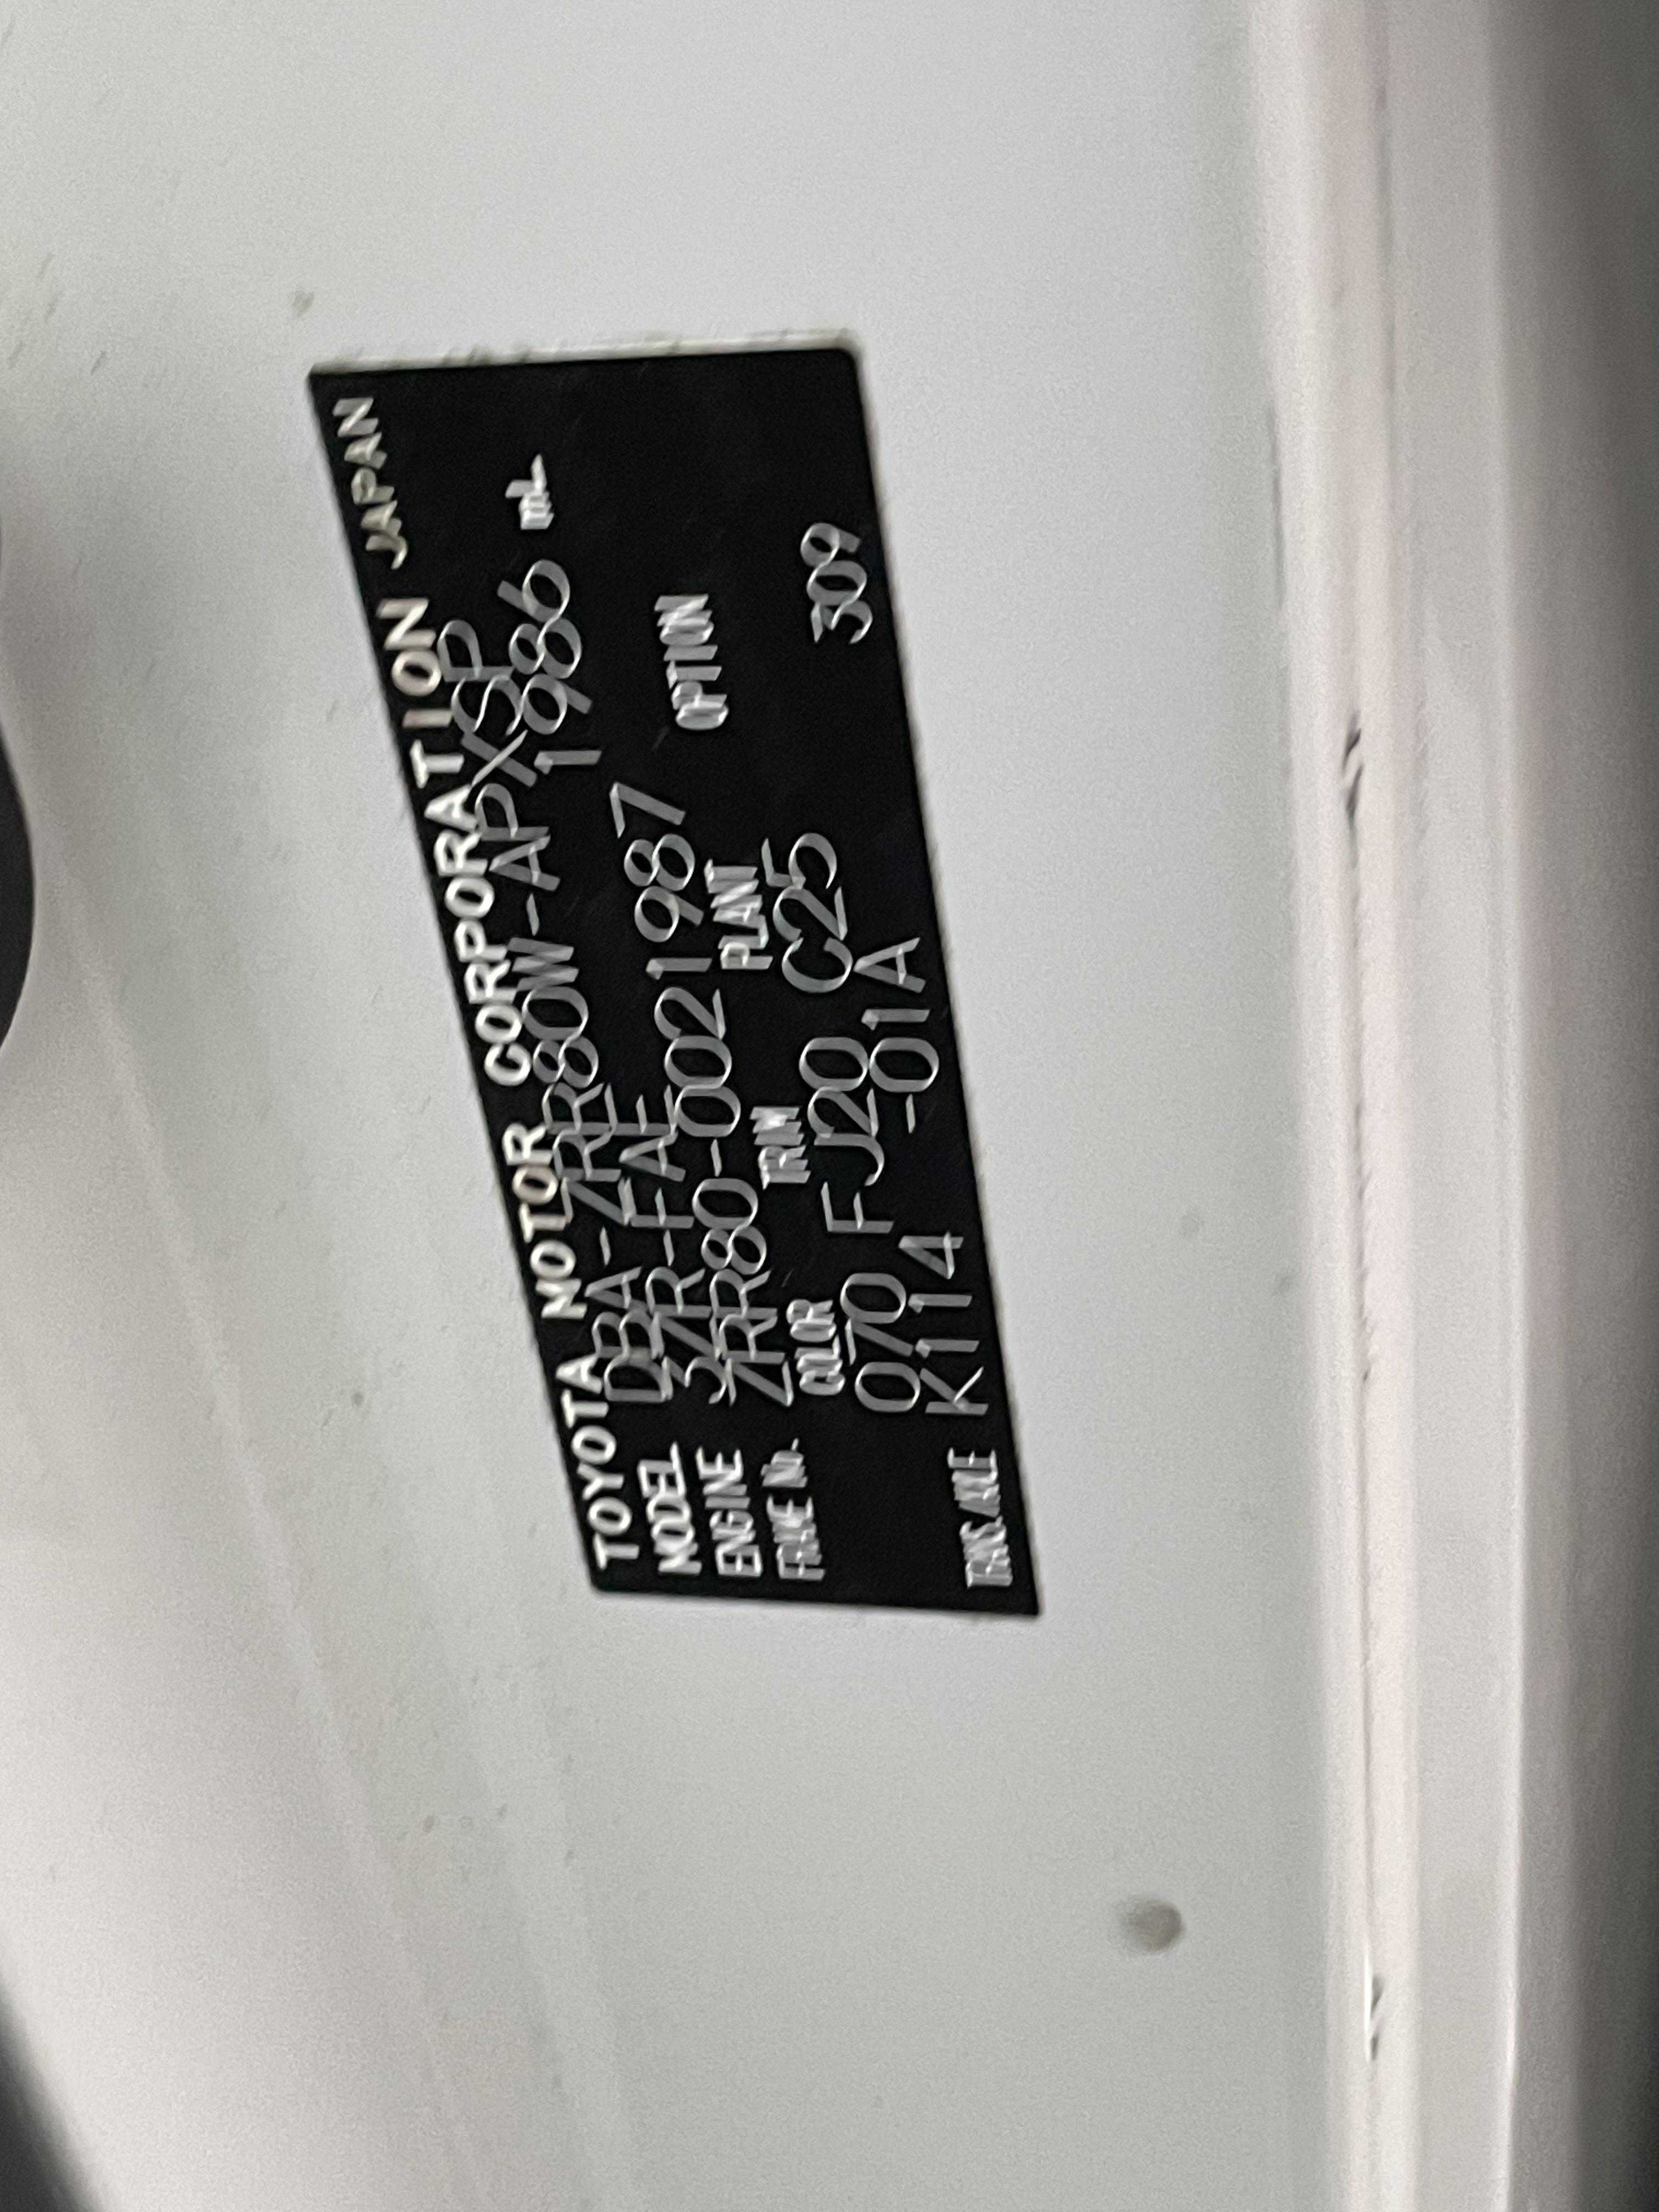 TOYOTA MOTOR CORPORATION JAPAN
MODEL DBA-ZRR80W-APXSP
ENGINE 3ZR-FAE 1986 mL
FRAME No. ZRR80-0021987
COLOR TRIM PLANT OPTION
070 FJ20 C25
TRANS.AXLE K114 -01A 309